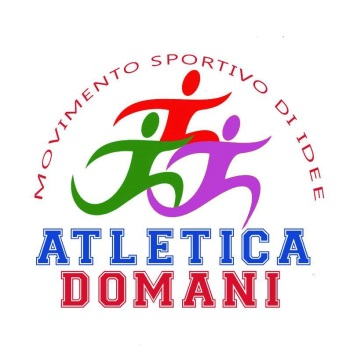 MOVIMENTO SPORTIVO DI IDEE
ATLETICA
DOMANI